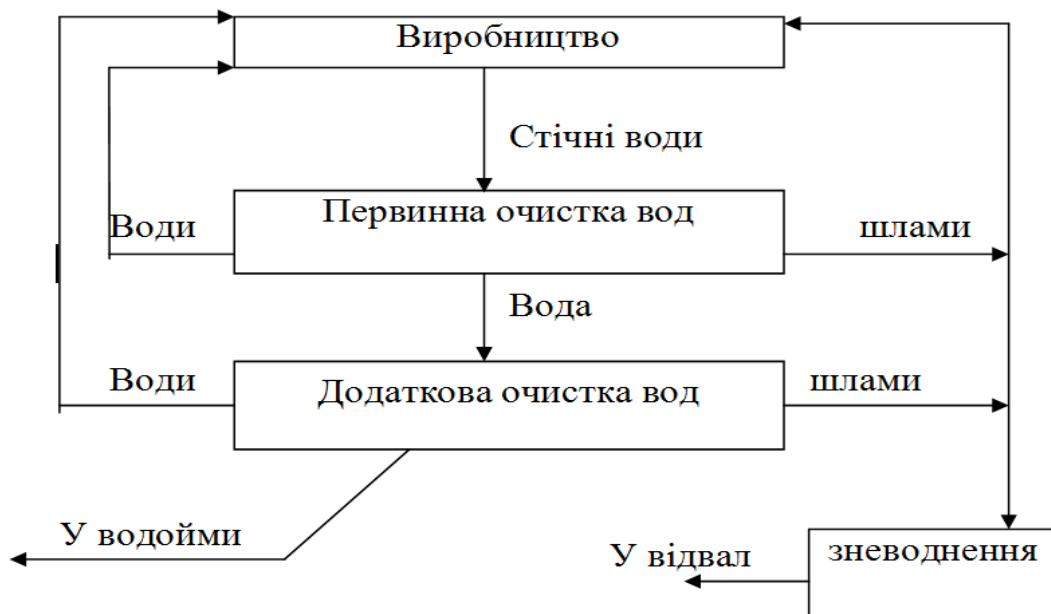 Виробництво
Стічні води
Первинна очистка вод
Води
шлами
Вода
Води
Додаткова очистка вод
шлами
У водойми
У відвал
зневоднення